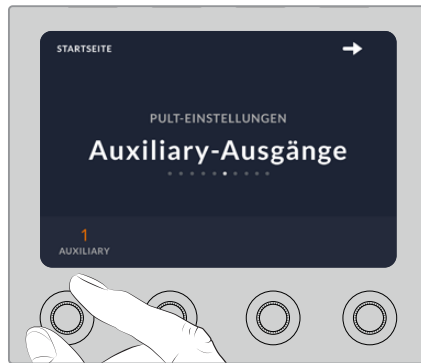 STARTSEITE
PULT-EINSTELLUNGEN
Auxiliary-Ausgänge
1
AUXILIARY